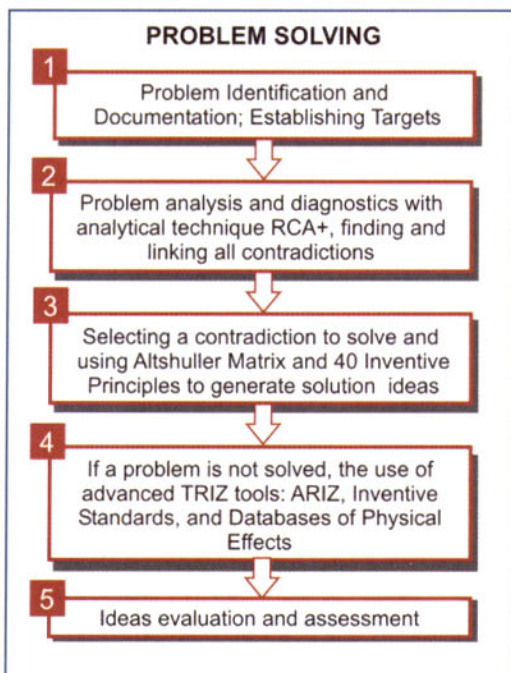 PROBLEM SOLVING
1
Problem Identification and
Documentation; Establishing Targets
2
Problem analysis and diagnostics with
analytical technique RCA+, finding and
linking all contradictions
3
Selecting a contradiction to solve and
using Altshuller Matrix and 40 Inventive
Principles to generate solution ideas
4
If a problem is not solved, the use of
advanced TRIZ tools: ARIZ, Inventive
Standards, and Databases of Physical
Effects
5
Ideas evaluation and assessment